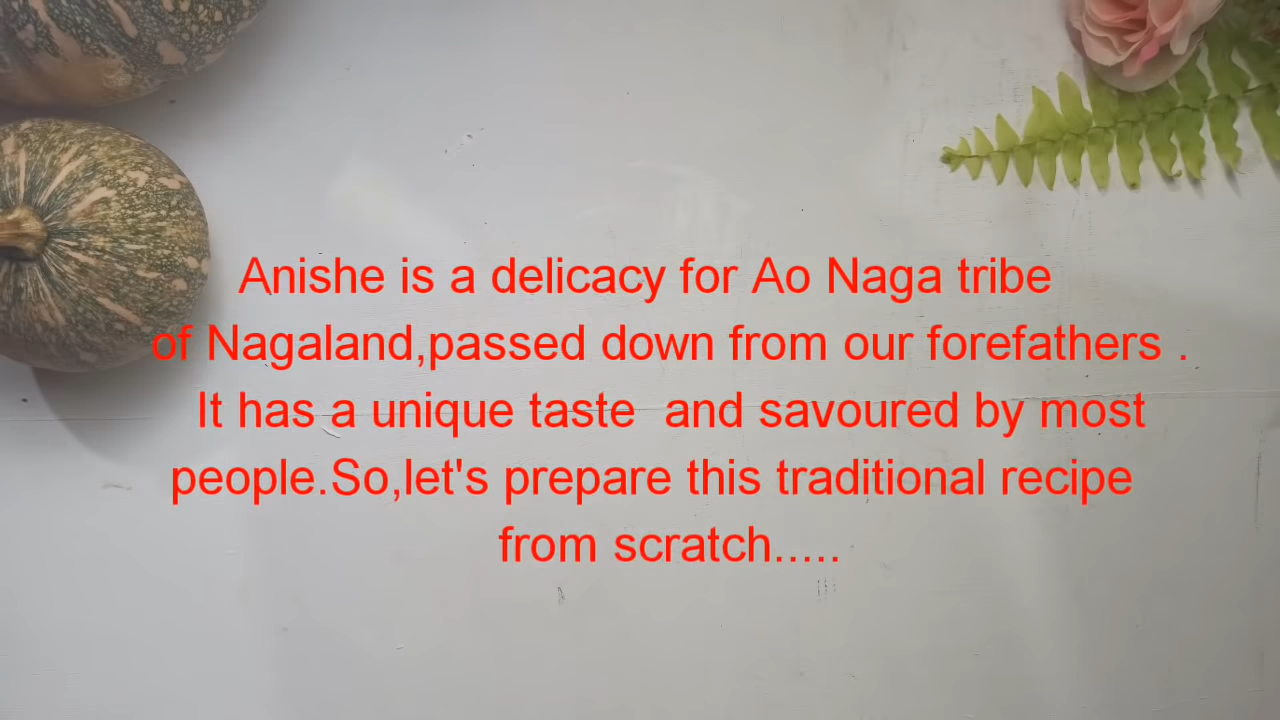 Anishe is a delicacy for Ao Naga tribe
of Nagaland,passed down from our forefathers .
It has a unique taste  and savoured by most
people.So,let's prepare this traditional recipe
from scratch.....